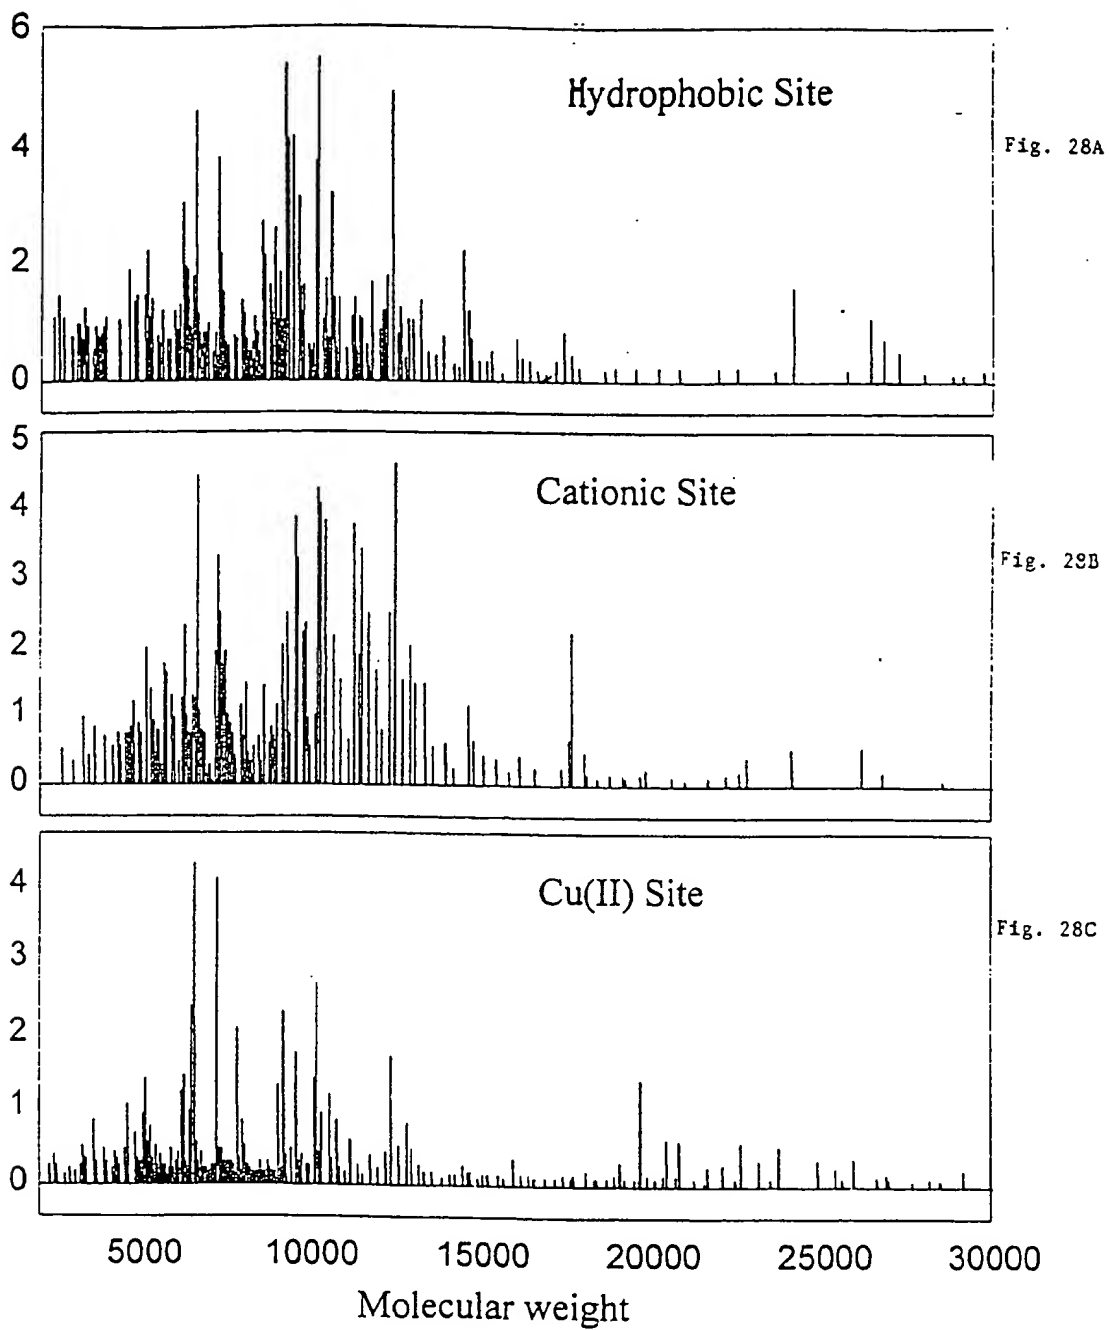 6
4
2
0
Hydrophobic Site
Fig. 28A
5
4
3
2
1
0
Cationic Site
Fig. 28B
4
3
2
1
0
Cu(II) Site
Fig. 28C
5000 10000 15000 20000 25000 30000
Molecular weight